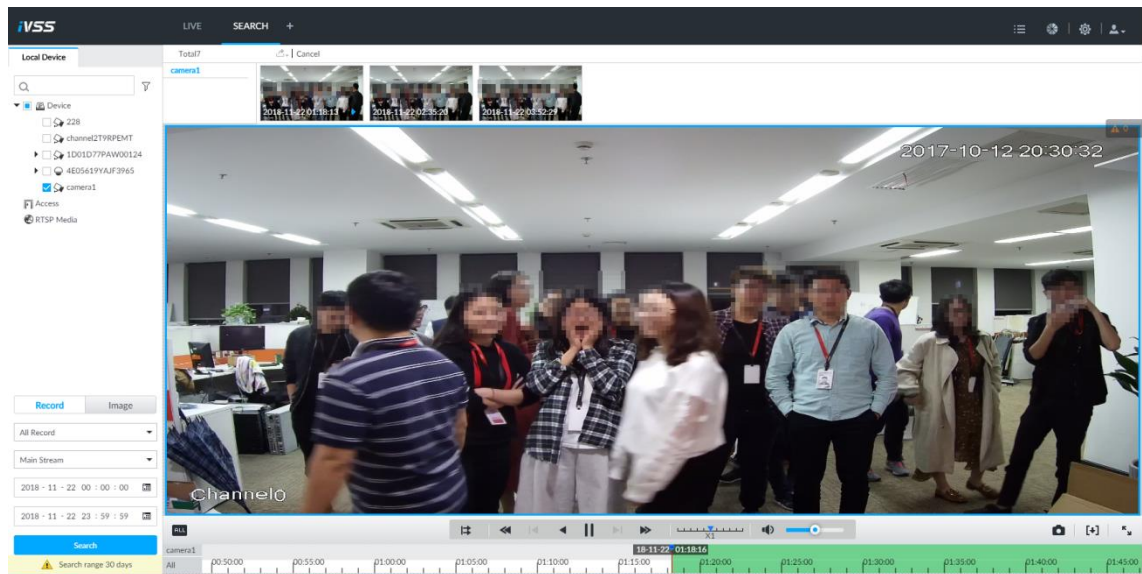 iVSS
LIVE
SEARCH +
Local Device
Total7
Cancel
camera1
2018-11-22 01:18:13
2018-11-22 02:35:20
2018-11-22 03:52:29
Device
228
channel2T9RPEMT
1D01D77PAW00124
4E05619YAJF3965
camera1
Access
RTSP Media
0
2017-10-12 20:30:32
Channel0
Record
Image
All Record
Main Stream
2018 - 11 - 22 00 : 00 : 00
2018 - 11 - 22 23 : 59 : 59
Search
Search range 30 days
ALL
X1
camera1
18-11-22 01:18:16
All
00:50:00
00:55:00
01:00:00
01:05:00
01:10:00
01:15:00
01:20:00
01:25:00
01:30:00
01:35:00
01:40:00
01:45:00